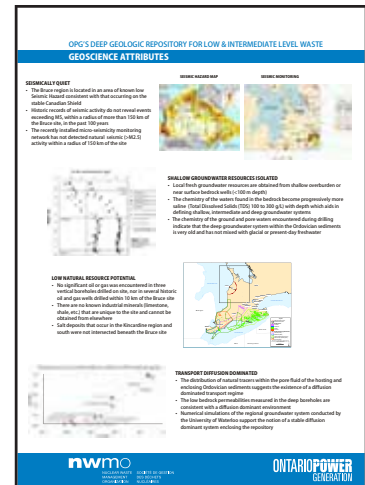 OPG'S DEEP GEOLOGIC REPOSITORY FOR LOW & INTERMEDIATE LEVEL WASTE
GEOSCIENCE ATTRIBUTES
SEISMIC HAZARD MAP
SEISMIC MONITORING
SEISMICALLY QUIET
• The Bruce region is located in an area of known low
Seismic Hazard consistent with that occurring on the
stable Canadian Shield
• Historic records of seismic activity do not reveal events
exceeding M5, within a radius of more than 150 km of
the Bruce site, in the past 100 years
• The recently installed micro-seismicity monitoring
network has not detected natural seismic (>M2.5)
activity within a radius of 150 km of the site
SHALLOW GROUNDWATER RESOURCES ISOLATED
• Local fresh groundwater resources are obtained from shallow overburden or
near surface bedrock wells (<100 m depth)
• The chemistry of the waters found in the bedrock become progressively more
saline (Total Dissolved Solids (TDS) 100 to 300 g/L) with depth which aids in
defining shallow, intermediate and deep groundwater systems
• The chemistry of the ground and pore waters encountered during drilling
indicate that the deep groundwater system within the Ordovician sediments
is very old and has not mixed with glacial or present-day freshwater
LOW NATURAL RESOURCE POTENTIAL
• No significant oil or gas was encountered in three
vertical boreholes drilled on site, nor in several historic
oil and gas wells drilled within 10 km of the Bruce site
• There are no known industrial minerals (limestone,
shale, etc.) that are unique to the site and cannot be
obtained from elsewhere
• Salt deposits that occur in the Kincardine region and
south were not intersected beneath the Bruce site
TRANSPORT DIFFUSION DOMINATED
• The distribution of natural tracers within the pore fluid of the hosting and
enclosing Ordovician sediments suggests the existence of a diffusion
dominated transport regime
• The low bedrock permeabilities measured in the deep boreholes are
consistent with a diffusion dominant environment
• Numerical simulations of the regional groundwater system conducted by
the University of Waterloo support the notion of a stable diffusion
dominant system enclosing the repository
nwmo
NUCLEAR WASTE SOCIÉTÉ DE GESTION
MANAGEMENT DES DÉCHETS
ORGANIZATION NUCLÉAIRES
ONTARIOPOWER
GENERATION